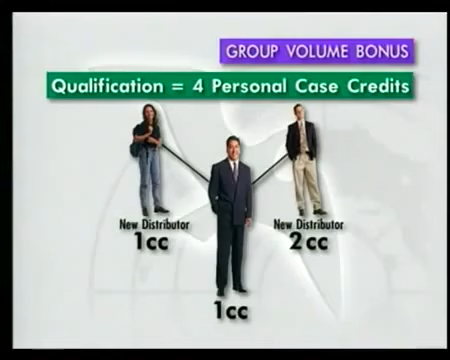 GROUP VOLUME BONUS
Qualification = 4 Personal Case Credits
New Distributor
1cc
New Distributor
2cc
1cc